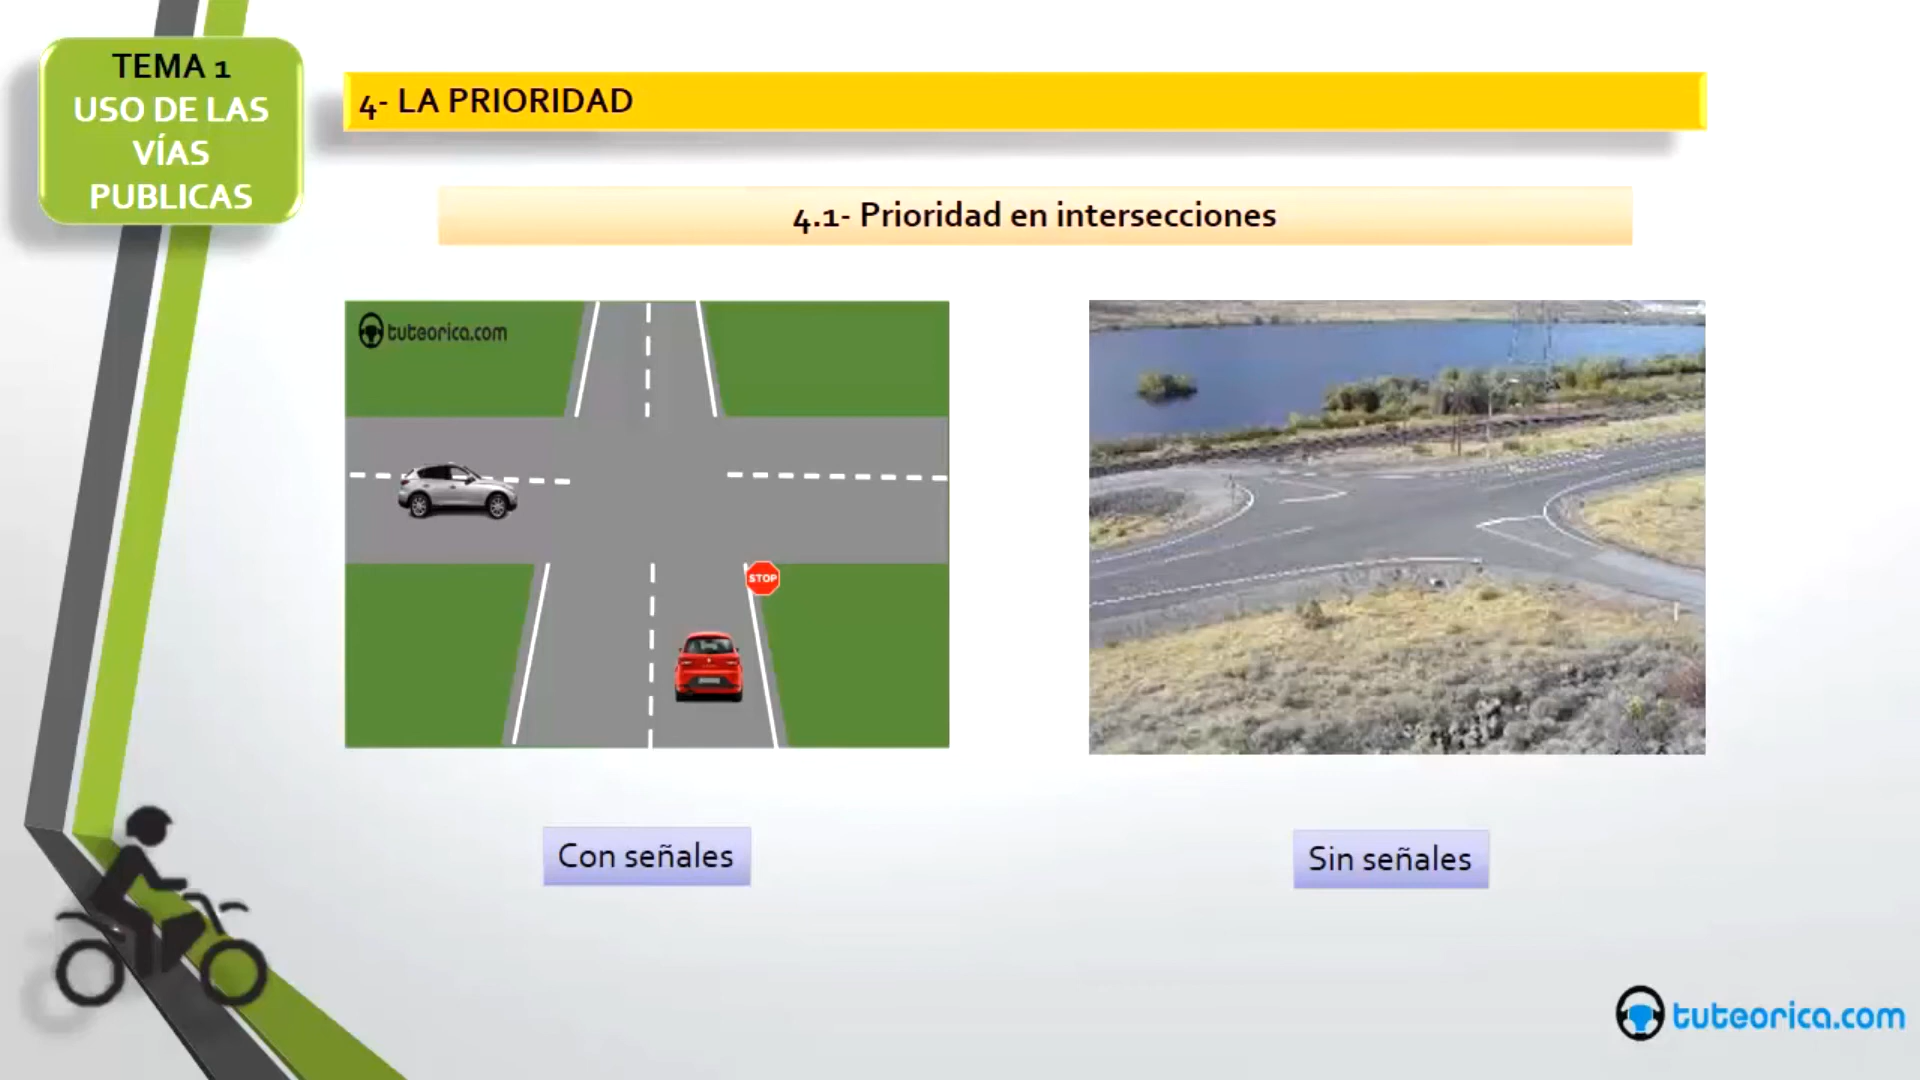 TEMA 1
USO DE LAS
VÍAS
PUBLICAS
4- LA PRIORIDAD
4.1- Prioridad en intersecciones
tuteorica.com
STOP
Con señales
Sin señales
tuteorica.com